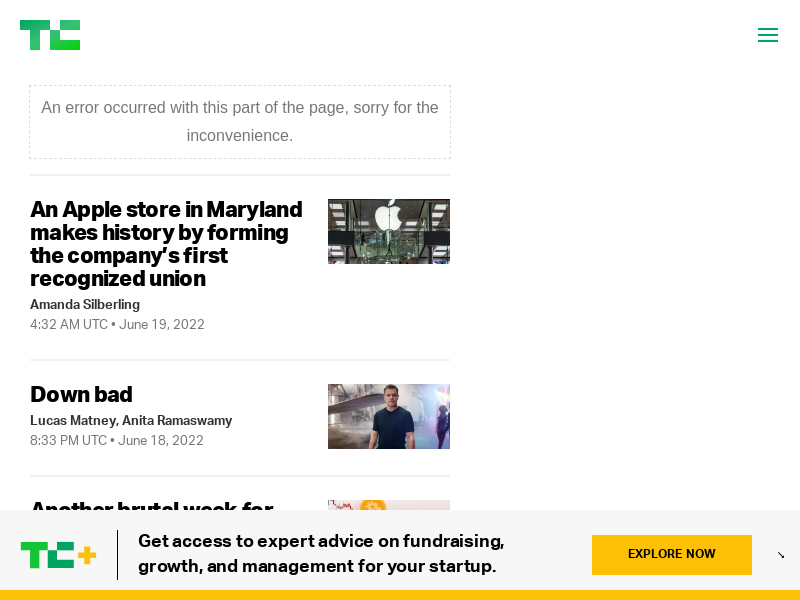 TC
An error occurred with this part of the page, sorry for the
inconvenience.
An Apple store in Maryland
makes history by forming
the company's first
recognized union
Amanda Silberling
4:32 AM UTC • June 19, 2022
Down bad
Lucas Matney, Anita Ramaswamy
8:33 PM UTC • June 18, 2022
Another brutal week for
TC+
Get access to expert advice on fundraising,
growth, and management for your startup.
EXPLORE NOW